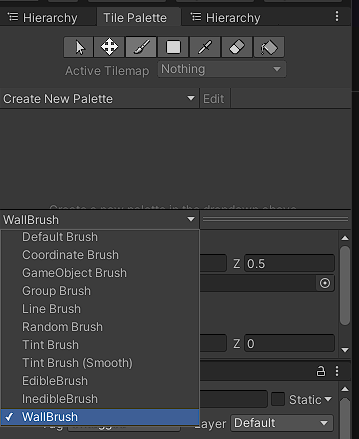 Hierarchy Tile Palette Hierarchy
Active Tilemap Nothing
Create New Palette Edit
Create a new palette in the dropdown above
WallBrush
Default Brush
Coordinate Brush Z 0.5
GameObject Brush
Group Brush
Line Brush
Random Brush
Tint Brush Z 0
Tint Brush (Smooth)
EdibleBrush
InedibleBrush Static
WallBrush
Layer Default